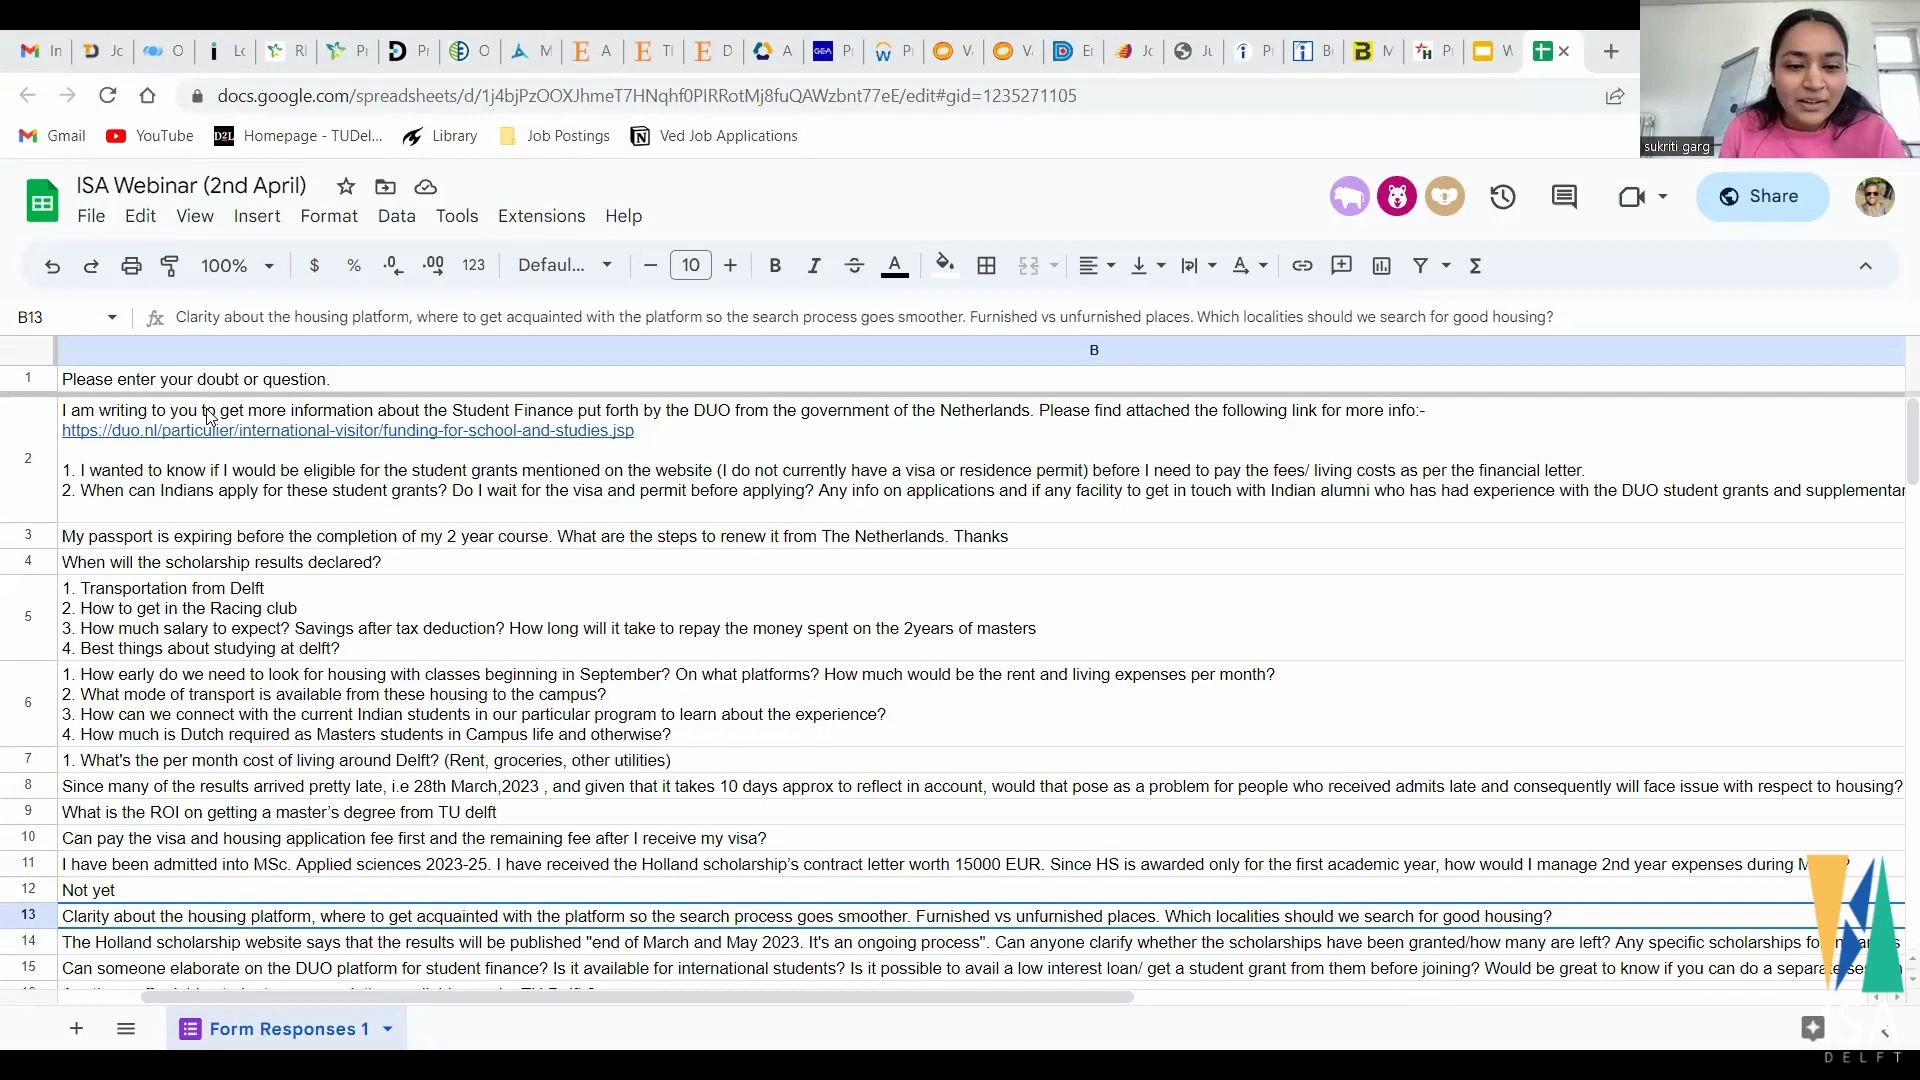 In
Jo
O
Lo
RI
Pr
Pr
O
M
A
Tl
D
A
GEA
Pr
Pr
V
V
Er
Jo
Ju
Pr
B
M
Pr
W
docs.google.com/spreadsheets/d/1j4bjPzOOXJhmeT7HNqhf0PIRRotMj8fuQAWzbnt77eE/edit#gid=1235271105
Gmail
YouTube
D2L
Homepage - TUDel...
Library
Job Postings
Ved Job Applications
sukriti garg
ISA Webinar (2nd April)
File Edit View Insert Format Data Tools Extensions Help
Share
100%
$ % .0 .00 123
Defaul...
10
B I A
B13
fx
Clarity about the housing platform, where to get acquainted with the platform so the search process goes smoother. Furnished vs unfurnished places. Which localities should we search for good housing?
B
1
Please enter your doubt or question.
2
I am writing to you to get more information about the Student Finance put forth by the DUO from the government of the Netherlands. Please find attached the following link for more info:-
https://duo.nl/particulier/international-visitor/funding-for-school-and-studies.jsp
1. I wanted to know if I would be eligible for the student grants mentioned on the website (I do not currently have a visa or residence permit) before I need to pay the fees/ living costs as per the financial letter.
2. When can Indians apply for these student grants? Do I wait for the visa and permit before applying? Any info on applications and if any facility to get in touch with Indian alumni who has had experience with the DUO student grants and supplementar
3
My passport is expiring before the completion of my 2 year course. What are the steps to renew it from The Netherlands. Thanks
4
When will the scholarship results declared?
5
1. Transportation from Delft
2. How to get in the Racing club
3. How much salary to expect? Savings after tax deduction? How long will it take to repay the money spent on the 2years of masters
4. Best things about studying at delft?
6
1. How early do we need to look for housing with classes beginning in September? On what platforms? How much would be the rent and living expenses per month?
2. What mode of transport is available from these housing to the campus?
3. How can we connect with the current Indian students in our particular program to learn about the experience?
4. How much is Dutch required as Masters students in Campus life and otherwise?
7
1. What's the per month cost of living around Delft? (Rent, groceries, other utilities)
8
Since many of the results arrived pretty late, i.e 28th March,2023 , and given that it takes 10 days approx to reflect in account, would that pose as a problem for people who received admits late and consequently will face issue with respect to housing?
9
What is the ROI on getting a master's degree from TU delft
10
Can pay the visa and housing application fee first and the remaining fee after I receive my visa?
11
I have been admitted into MSc. Applied sciences 2023-25. I have received the Holland scholarship's contract letter worth 15000 EUR. Since HS is awarded only for the first academic year, how would I manage 2nd year expenses during
12
Not yet
13
Clarity about the housing platform, where to get acquainted with the platform so the search process goes smoother. Furnished vs unfurnished places. Which localities should we search for good housing?
14
The Holland scholarship website says that the results will be published "end of March and May 2023. It's an ongoing process". Can anyone clarify whether the scholarships have been granted/how many are left? Any specific scholarships
15
Can someone elaborate on the DUO platform for student finance? Is it available for international students? Is it possible to avail a low interest loan/ get a student grant from them before joining? Would be great to know if you can do a separate
Form Responses 1
ISA
DELFT